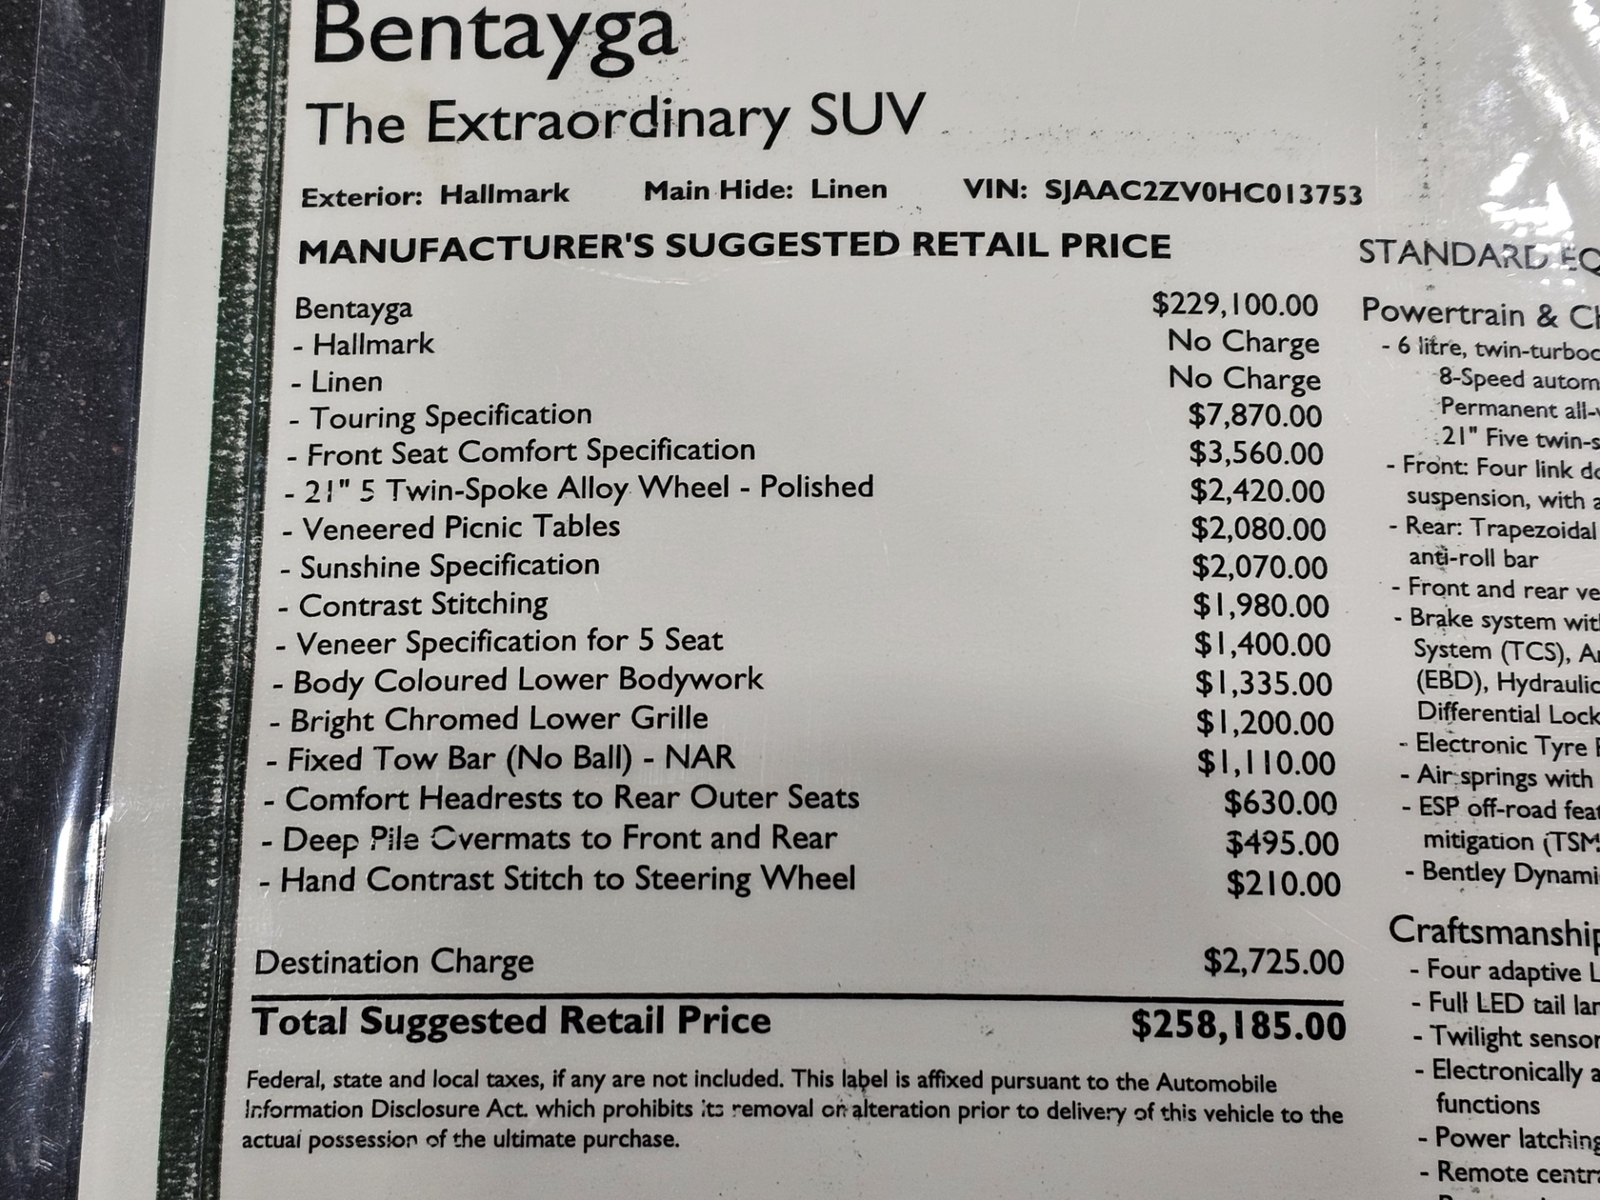 Bentayga
The Extraordinary SUV
Exterior: Hallmark Main Hide: Linen VIN: SJAAC2ZV0HC013753
MANUFACTURER'S SUGGESTED RETAIL PRICE
Bentayga $229,100.00
- Hallmark No Charge
- Linen No Charge
- Touring Specification $7,870.00
- Front Seat Comfort Specification $3,560.00
- 21" 5 Twin-Spoke Alloy Wheel - Polished $2,420.00
- Veneered Picnic Tables $2,080.00
- Sunshine Specification $2,070.00
- Contrast Stitching $1,980.00
- Veneer Specification for 5 Seat $1,400.00
- Body Coloured Lower Bodywork $1,335.00
- Bright Chromed Lower Grille $1,200.00
- Fixed Tow Bar (No Ball) - NAR $1,110.00
- Comfort Headrests to Rear Outer Seats $630.00
- Deep Pile Overmats to Front and Rear $495.00
- Hand Contrast Stitch to Steering Wheel $210.00
Destination Charge $2,725.00
Total Suggested Retail Price $258,185.00
Federal, state and local taxes, if any are not included. This label is affixed pursuant to the Automobile
Information Disclosure Act. which prohibits its removal or alteration prior to delivery of this vehicle to the
actual possession of the ultimate purchase.
STANDARD
Powertrain &
- 6 litre,
8-Speed
Permanent
21" Five
- Front: Four link
suspension, with
- Rear: Trapezoidal
anti-roll bar
- Front and rear
- Brake system
System (TCS),
(EBD),
Differential
- Electronic Tyre
- Air springs with
- ESP off-road
mitigation
- Bentley
Craftsmanship
- Four adaptive
- Full LED tail
- Twilight
- Electronically
functions
- Power
- Remote